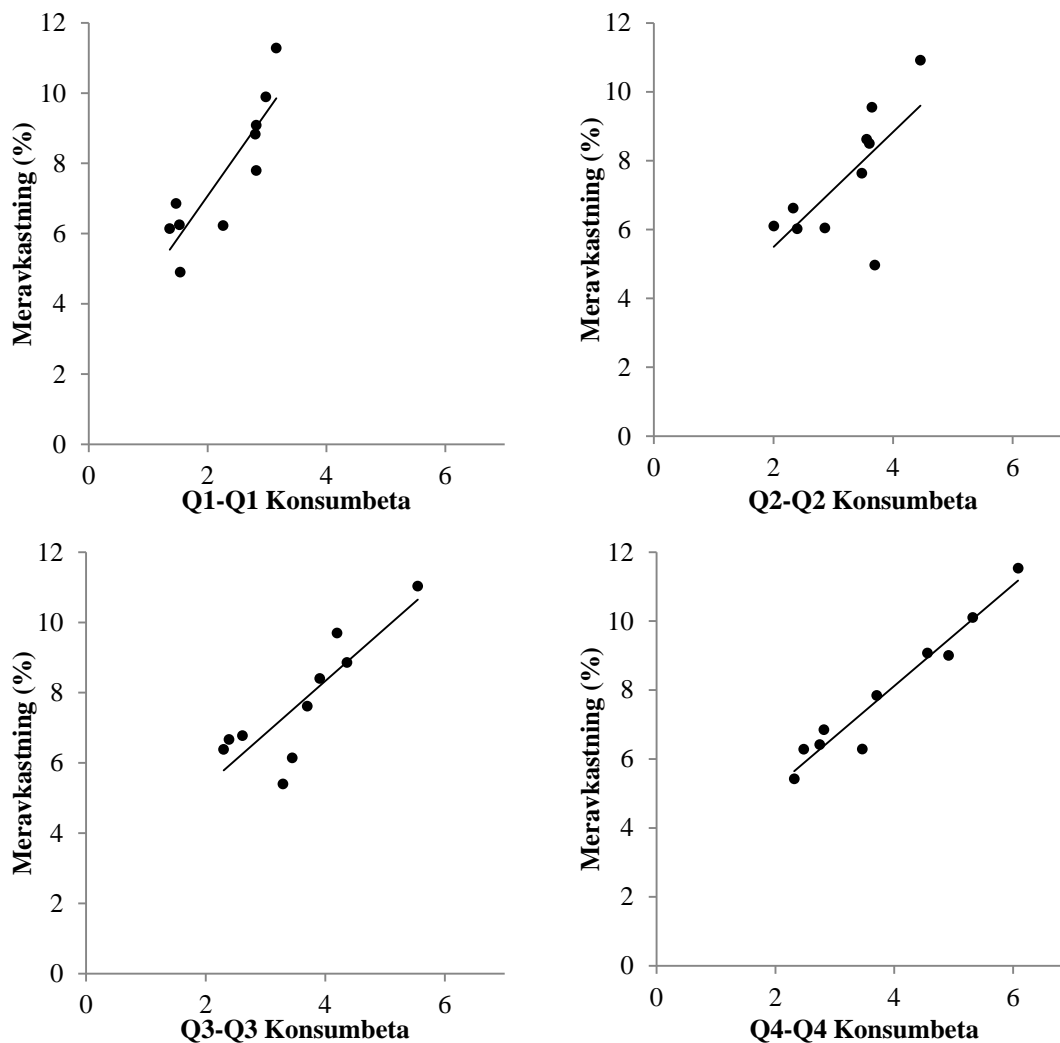 12
10
8
6
4
2
0
Meravkastning (%)
0 2 4 6
Q1-Q1 Konsumbeta
12
10
8
6
4
2
0
Meravkastning (%)
0 2 4 6
Q2-Q2 Konsumbeta
12
10
8
6
4
2
0
Meravkastning (%)
0 2 4 6
Q3-Q3 Konsumbeta
12
10
8
6
4
2
0
Meravkastning (%)
0 2 4 6
Q4-Q4 Konsumbeta